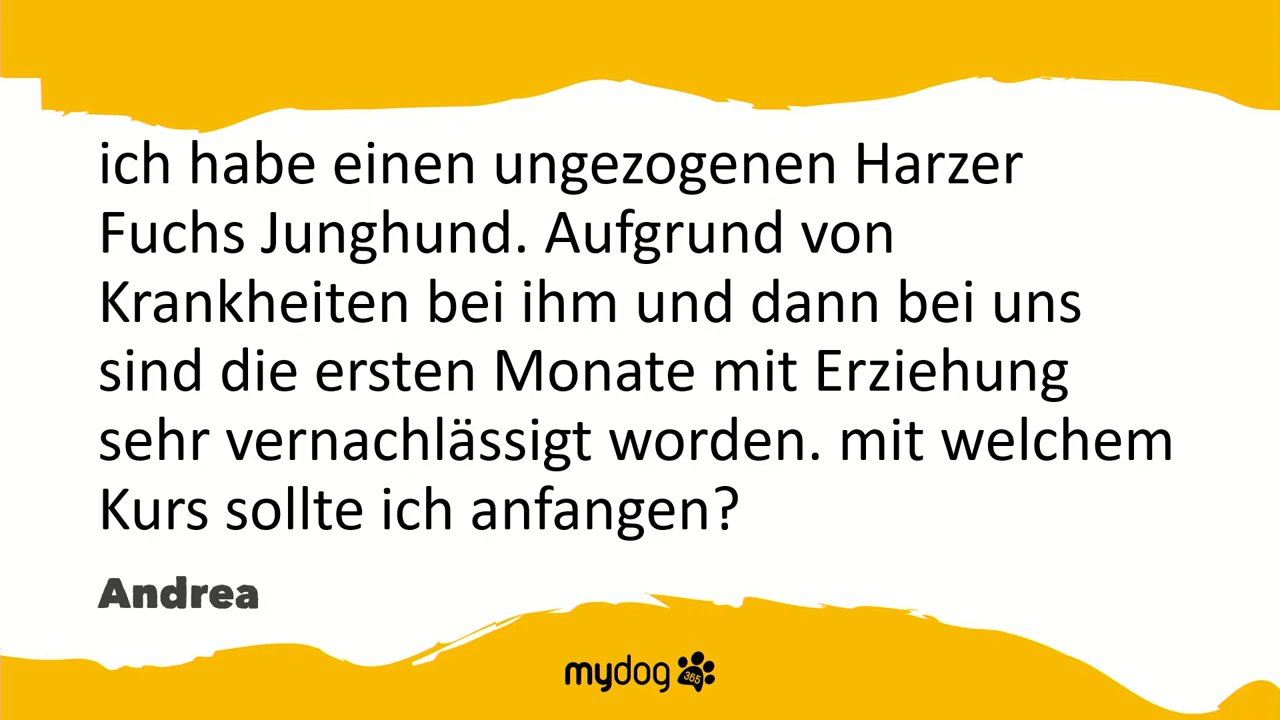 ich habe einen ungezogenen Harzer
Fuchs Junghund. Aufgrund von
Krankheiten bei ihm und dann bei uns
sind die ersten Monate mit Erziehung
sehr vernachlässigt worden. mit welchem
Kurs sollte ich anfangen?
Andrea
mydog 365